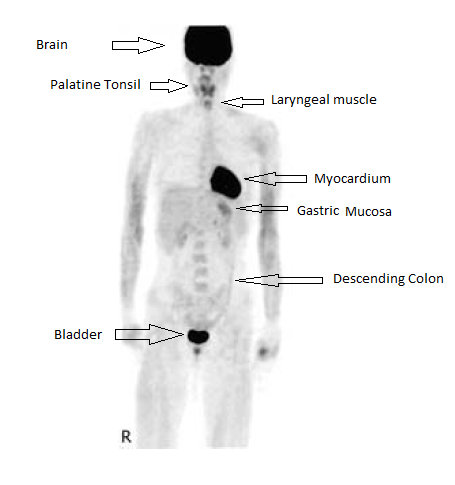 Brain
Palatine Tonsil
Laryngeal muscle
Myocardium
Gastric Mucosa
Descending Colon
Bladder
R